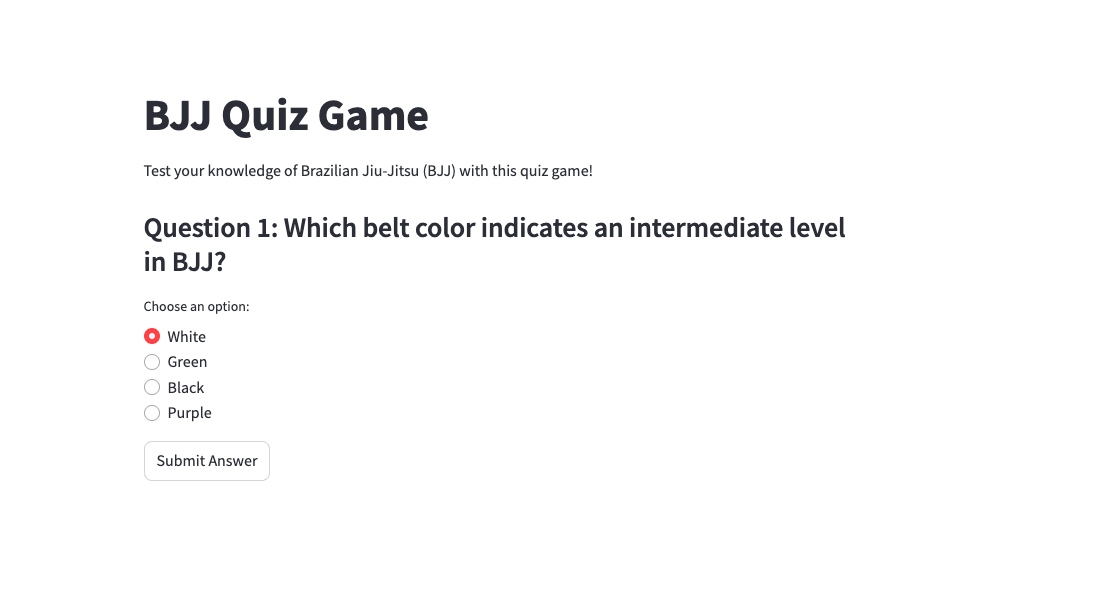 BJJ Quiz Game
Test your knowledge of Brazilian Jiu-Jitsu (BJJ) with this quiz game!
Question 1: Which belt color indicates an intermediate level
in BJJ?
Choose an option:
White
Green
Black
Purple
Submit Answer